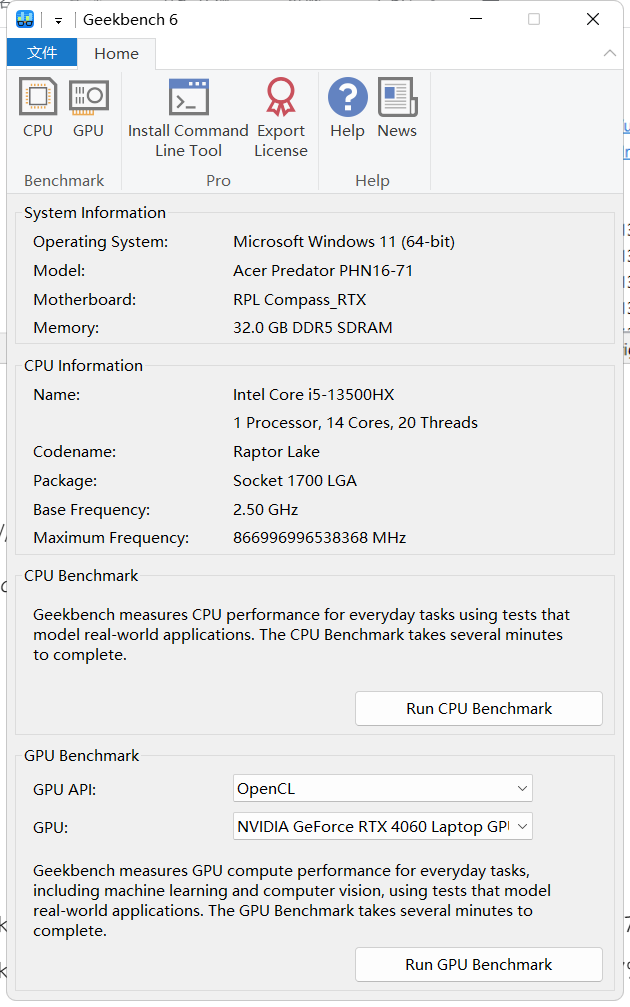 Geekbench 6
文件
Home
CPU
GPU
Benchmark
Install Command
Line Tool
Export
License
Pro
Help
News
Help
System Information
Operating System: Microsoft Windows 11 (64-bit)
Model: Acer Predator PHN16-71
Motherboard: RPL Compass_RTX
Memory: 32.0 GB DDR5 SDRAM
CPU Information
Name: Intel Core i5-13500HX
1 Processor, 14 Cores, 20 Threads
Codename: Raptor Lake
Package: Socket 1700 LGA
Base Frequency: 2.50 GHz
Maximum Frequency: 866996996538368 MHz
CPU Benchmark
Geekbench measures CPU performance for everyday tasks using tests that
model real-world applications. The CPU Benchmark takes several minutes
to complete.
Run CPU Benchmark
GPU Benchmark
GPU API: OpenCL
GPU: NVIDIA GeForce RTX 4060 Laptop GPU
Geekbench measures GPU compute performance for everyday tasks,
including machine learning and computer vision, using tests that model
real-world applications. The GPU Benchmark takes several minutes to
complete.
Run GPU Benchmark